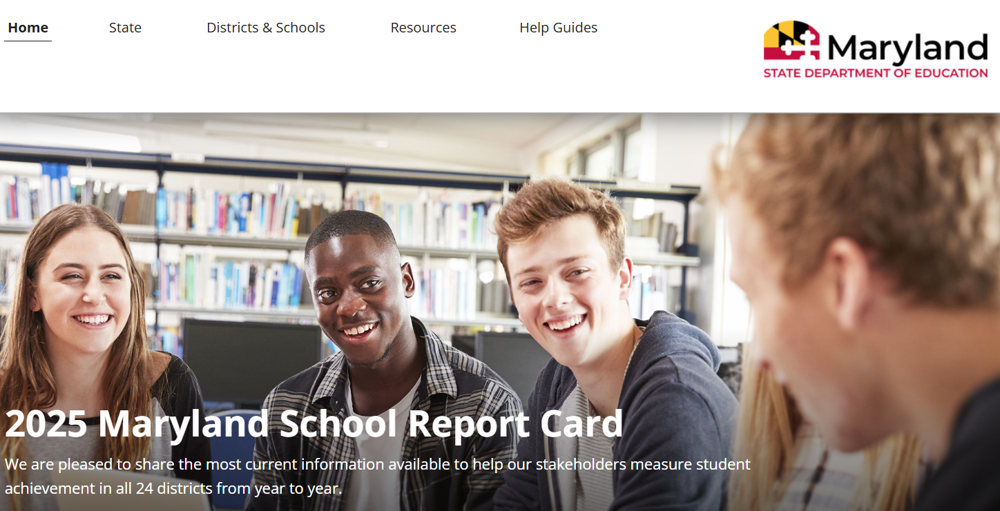 Home
State
Districts & Schools
Resources
Help Guides
Maryland
STATE DEPARTMENT OF EDUCATION
2025 Maryland School Report Card
We are pleased to share the most current information available to help our stakeholders measure student
achievement in all 24 districts from year to year.